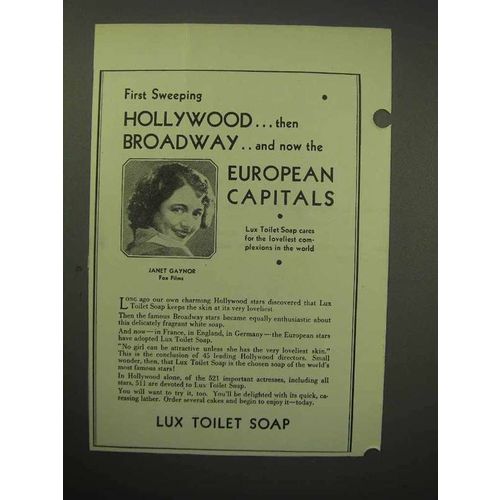 First Sweeping
HOLLYWOOD...then
BROADWAY..and now the
EUROPEAN
CAPITALS
Lux Toilet Soap cares
for the loveliest com-
plexions in the world
JANET GAYNOR
Fox Films
LONG ago our own charming Hollywood stars discovered that Lux
Toilet Soap keeps the skin at its very loveliest.
Then the famous Broadway stars became equally enthusiastic about
this delicately fragrant white soap.
And now—in France, in England, in Germany—the European stars
have adopted Lux Toilet Soap.
"No girl can be attractive unless she has the very loveliest skin."
This is the conclusion of 45 leading Hollywood directors. Small
wonder, then, that Lux Toilet Soap is the chosen soap of the world's
most famous stars!
In Hollywood alone, of the 521 important actresses, including all
stars, 511 are devoted to Lux Toilet Soap.
You will want to try it, too. You'll be delighted with its quick, ca-
ressing lather. Order several cakes and begin to enjoy it—today.
LUX TOILET SOAP